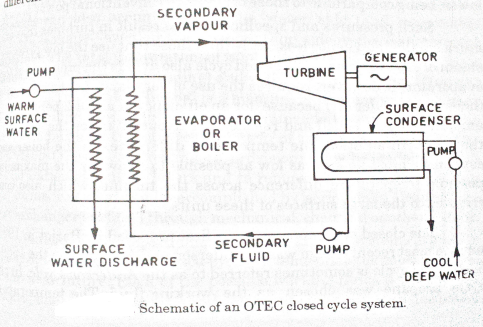 SECONDARY
VAPOUR
PUMP
TURBINE
GENERATOR
~
WARM
SURFACE
WATER
EVAPORATOR
OR
BOILER
SURFACE
CONDENSER
PUMP
SURFACE
WATER DISCHARGE
SECONDARY
FLUID
PUMP
COOL
DEEP WATER
Schematic of an OTEC closed cycle system.